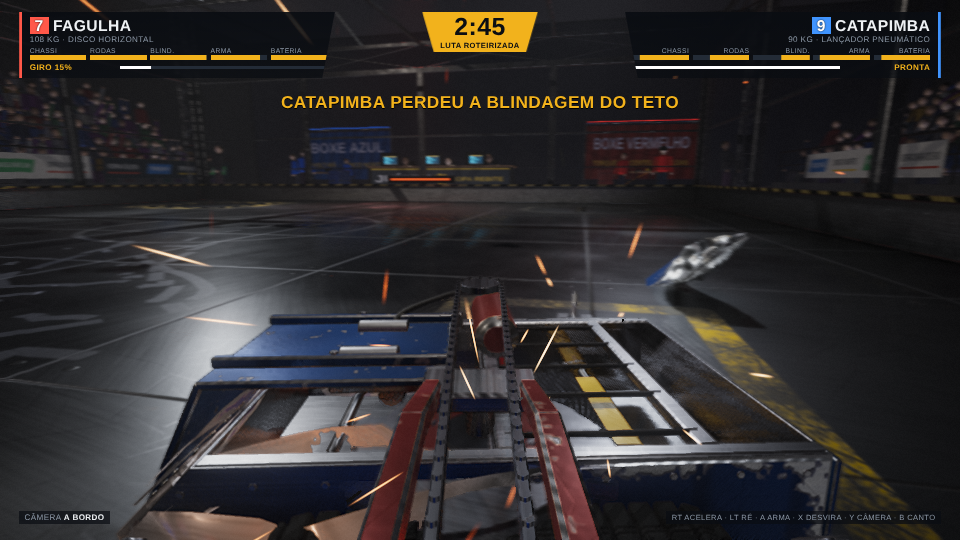 7 FAGULHA
108 KG · DISCO HORIZONTAL
CHASSI RODAS BLIND. ARMA BATERIA
GIRO 15%
2:45
LUTA ROTEIRIZADA
9 CATAPIMBA
90 KG · LANÇADOR PNEUMÁTICO
CHASSI RODAS BLIND. ARMA BATERIA
PRONTA
CATAPIMBA PERDEU A BLINDAGEM DO TETO
BOXE AZUL
BOXE VERMELHO
CÂMERA A BORDO
RT ACELERA · LT RÉ · A ARMA · X DESVIRA · Y CÂMERA · B CANTO